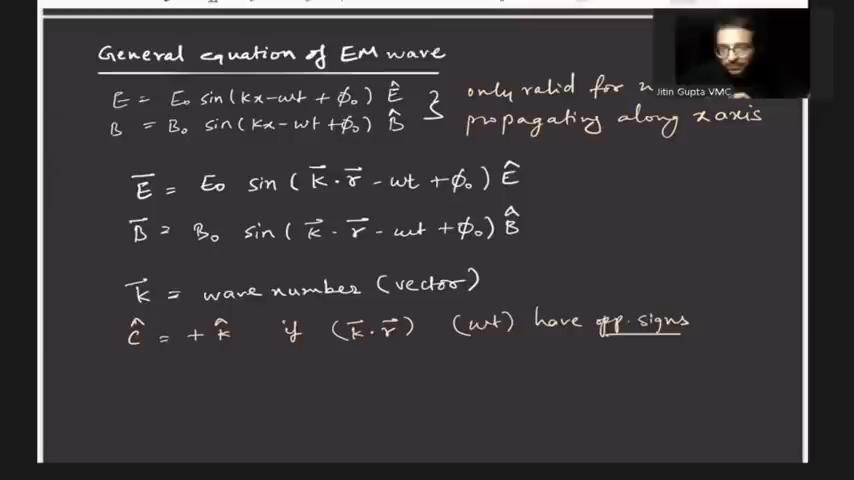 General equation of EM wave
E = E₀ sin(kx-ωt + φ₀) Ê
B = B₀ sin(kx-ωt+φ₀) B̂
} only valid for
propagating along x axis
Jitin Gupta VMC
E⃗ = E₀ sin (k⃗ . r⃗ - ωt + φ₀) Ê
B⃗ = B₀ sin( k⃗ . r⃗ - ωt + φ₀) B̂
k⃗ = wave number (vector)
ĉ = + k̂ if (k⃗ . r⃗) (ωt) have opp. signs